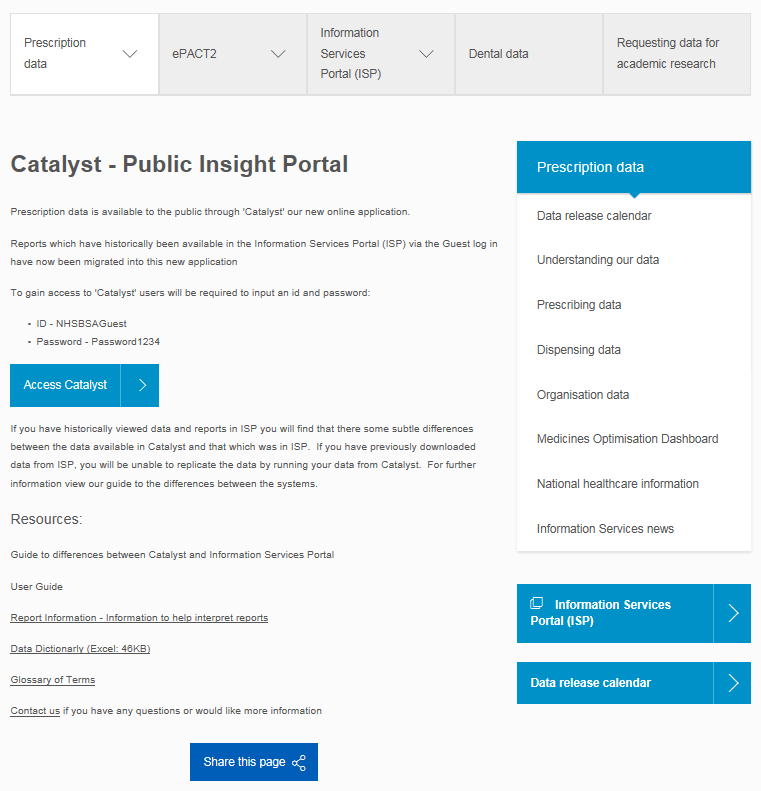 Prescription
data
ePACT2
Information
Services
Portal (ISP)
Dental data
Requesting data for
academic research
Catalyst - Public Insight Portal
Prescription data is available to the public through 'Catalyst' our new online application.
Reports which have historically been available in the Information Services Portal (ISP) via the Guest log in
have now been migrated into this new application
To gain access to 'Catalyst' users will be required to input an id and password:
• ID - NHSBSAGuest
• Password - Password1234
Access Catalyst
If you have historically viewed data and reports in ISP you will find that there some subtle differences
between the data available in Catalyst and that which was in ISP.  If you have previously downloaded
data from ISP, you will be unable to replicate the data by running your data from Catalyst.  For further
information view our guide to the differences between the systems.
Resources:
Guide to differences between Catalyst and Information Services Portal
User Guide
Report Information - Information to help interpret reports
Data Dictionarly (Excel: 46KB)
Glossary of Terms
Contact us if you have any questions or would like more information
Share this page
Prescription data
Data release calendar
Understanding our data
Prescribing data
Dispensing data
Organisation data
Medicines Optimisation Dashboard
National healthcare information
Information Services news
Information Services
Portal (ISP)
Data release calendar